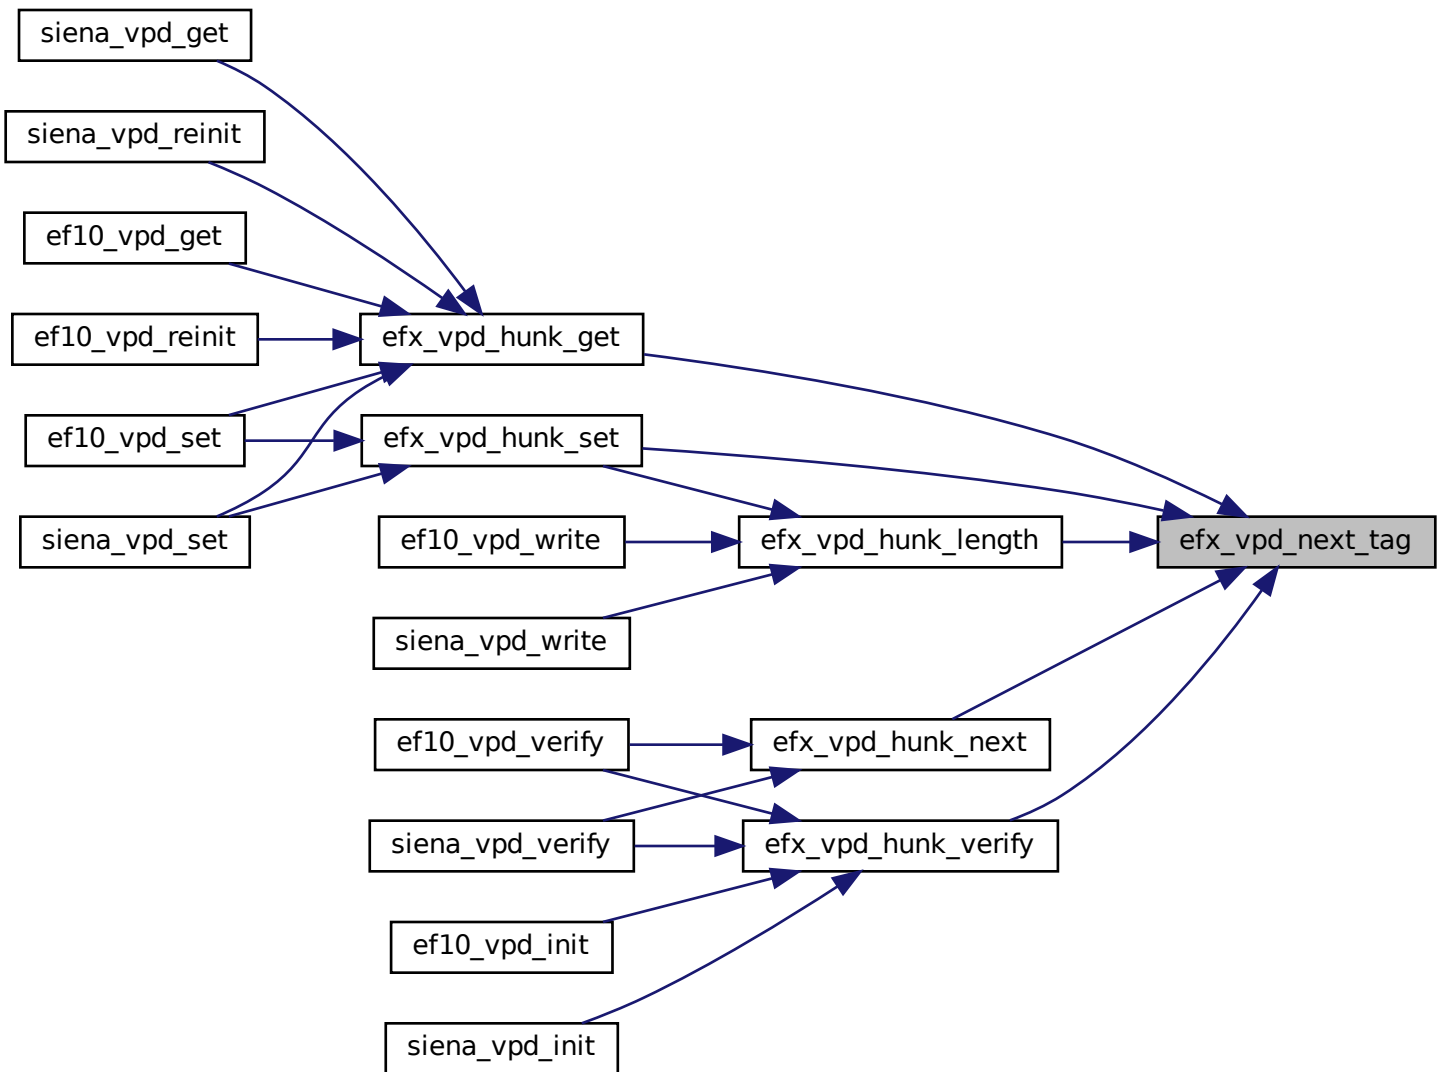 siena_vpd_get
siena_vpd_reinit
ef10_vpd_get
ef10_vpd_reinit
efx_vpd_hunk_get
ef10_vpd_set
efx_vpd_hunk_set
siena_vpd_set
ef10_vpd_write
efx_vpd_hunk_length
efx_vpd_next_tag
siena_vpd_write
ef10_vpd_verify
efx_vpd_hunk_next
siena_vpd_verify
efx_vpd_hunk_verify
ef10_vpd_init
siena_vpd_init